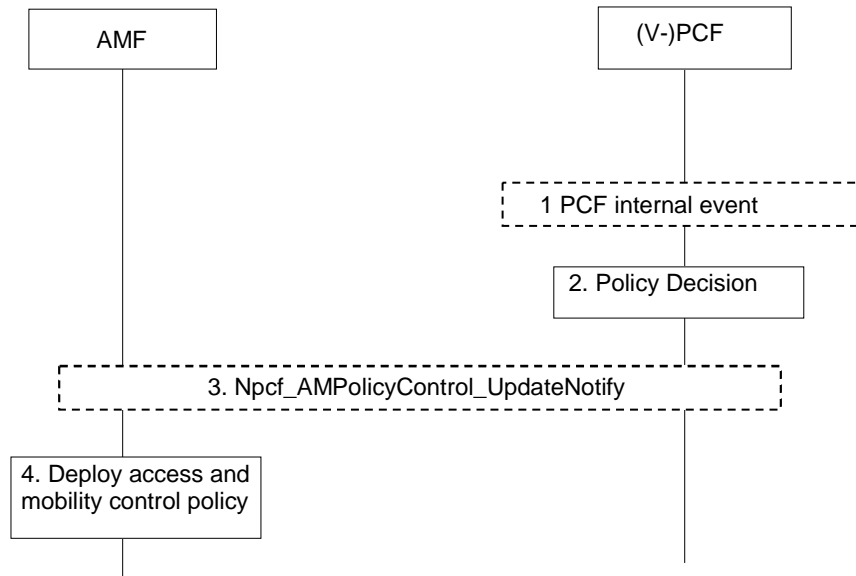 AMF
(V-)PCF
1 PCF internal event
2. Policy Decision
3. Npcf_AMPolicyControl_UpdateNotify
4. Deploy access and
mobility control policy